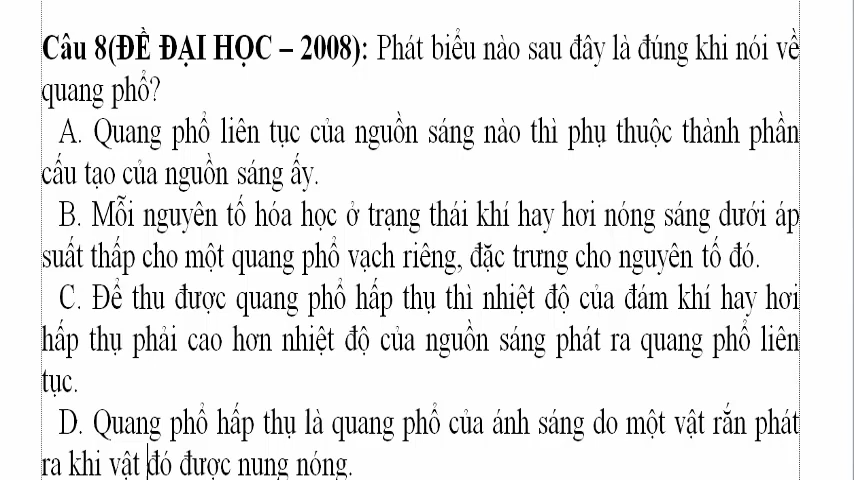 Câu 8(ĐỀ ĐẠI HỌC – 2008): Phát biểu nào sau đây là đúng khi nói về
quang phổ?
A. Quang phổ liên tục của nguồn sáng nào thì phụ thuộc thành phần
cấu tạo của nguồn sáng ấy.
B. Mỗi nguyên tố hóa học ở trạng thái khí hay hơi nóng sáng dưới áp
suất thấp cho một quang phổ vạch riêng, đặc trưng cho nguyên tố đó.
C. Để thu được quang phổ hấp thụ thì nhiệt độ của đám khí hay hơi
hấp thụ phải cao hơn nhiệt độ của nguồn sáng phát ra quang phổ liên
tục.
D. Quang phổ hấp thụ là quang phổ của ánh sáng do một vật rắn phát
ra khi vật đó được nung nóng.